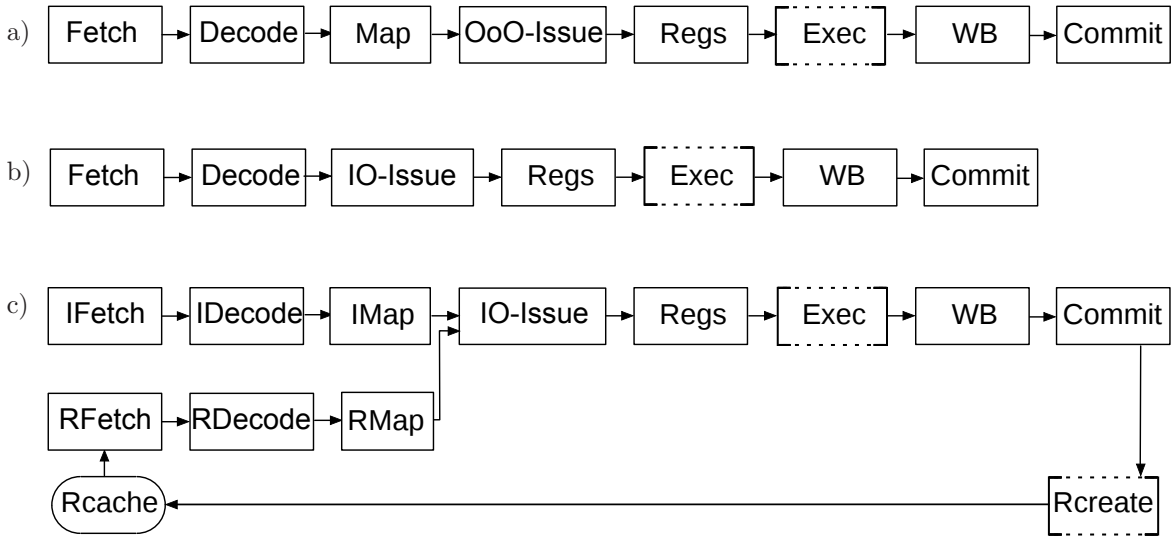 a) Fetch Decode Map OoO-Issue Regs Exec WB Commit
b) Fetch Decode IO-Issue Regs Exec WB Commit
c) IFetch IDecode IMap IO-Issue Regs Exec WB Commit
RFetch RDecode RMap
Rcache Rcreate